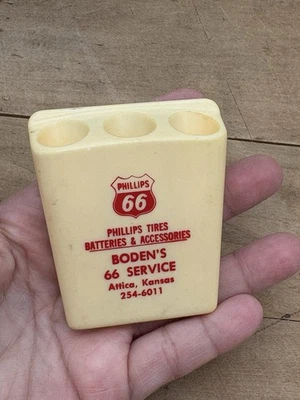 PHILLIPS
66
PHILLIPS TIRES
BATTERIES & ACCESSORIES
BODEN'S
66 SERVICE
Attica, Kansas
254-6011